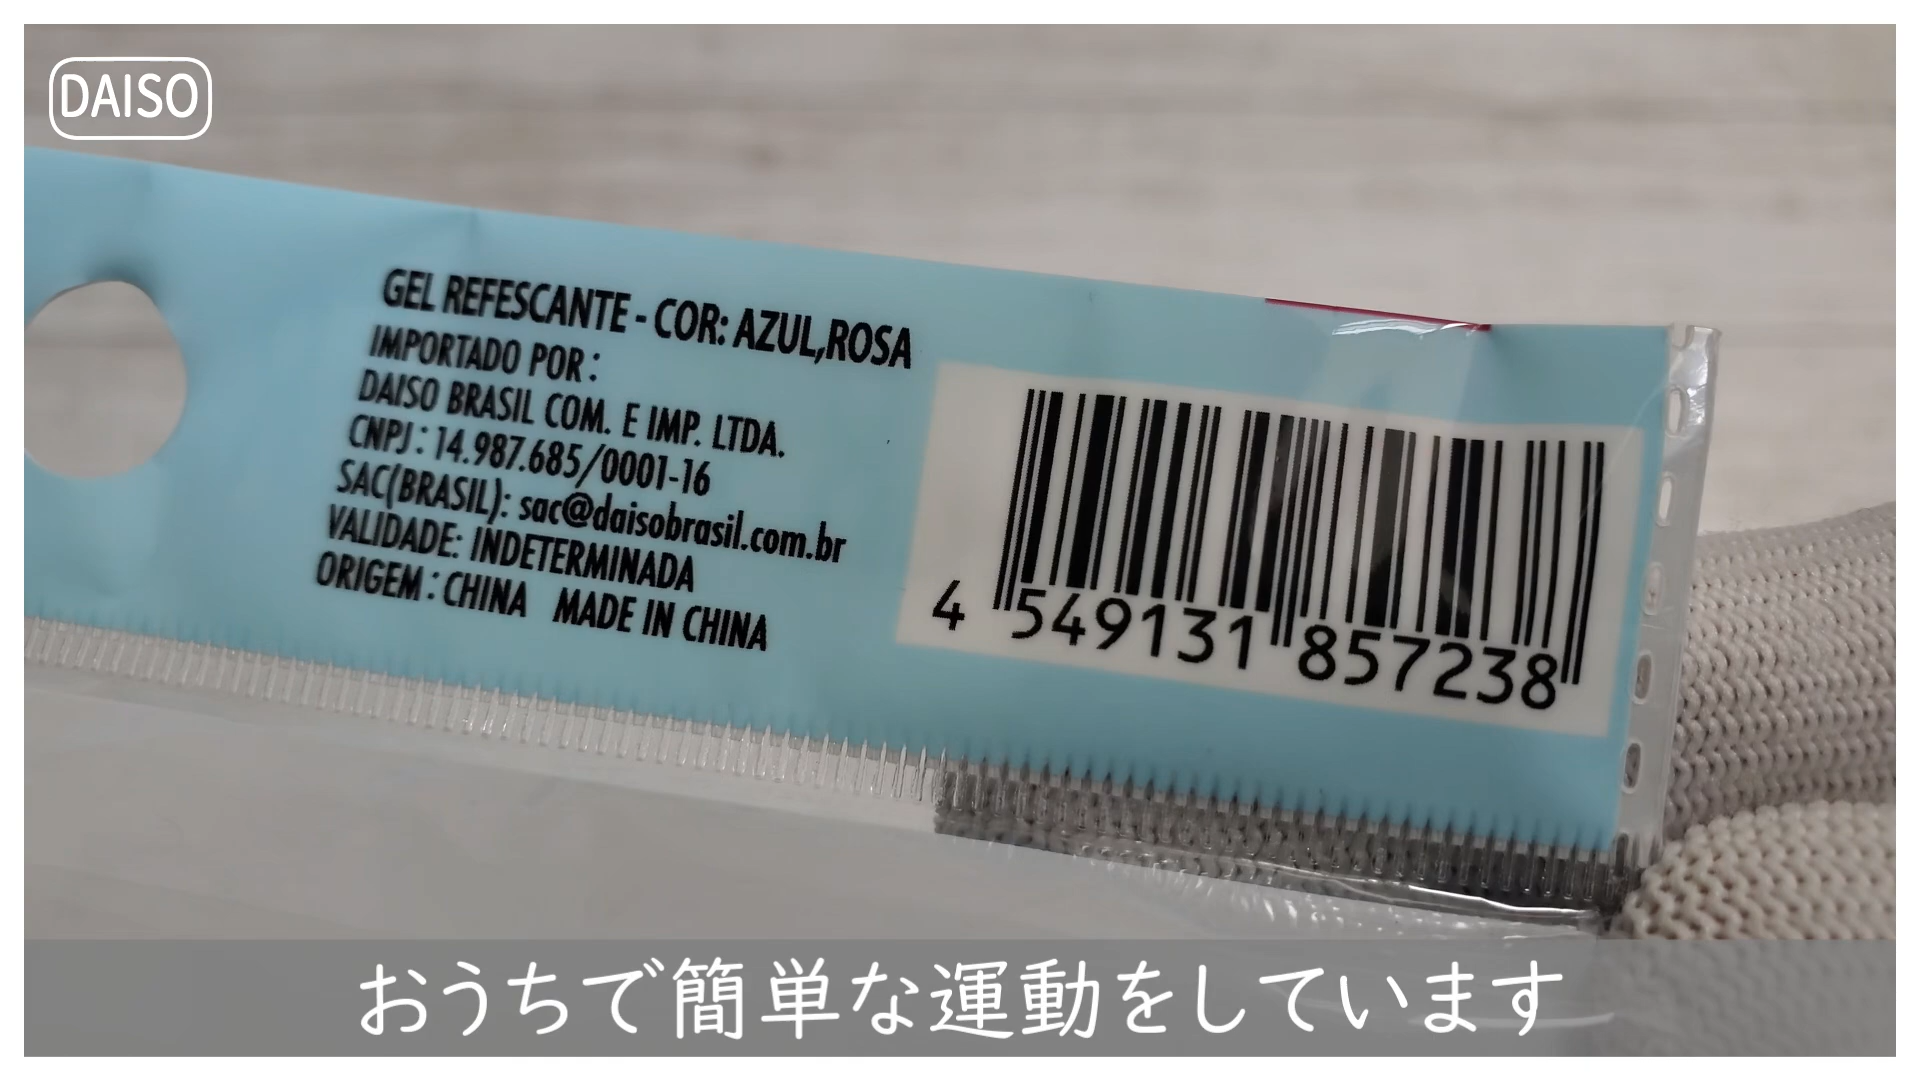 DAISO
GEL REFESCANTE - COR: AZUL,ROSA
IMPORTADO POR :
DAISO BRASIL COM. E IMP. LTDA.
CNPJ : 14.987.685/0001-16
SAC(BRASIL): sac@daisobrasil.com.br
VALIDADE: INDETERMINADA
ORIGEM : CHINA MADE IN CHINA
4 549131 857238
おうちで簡単な運動をしています